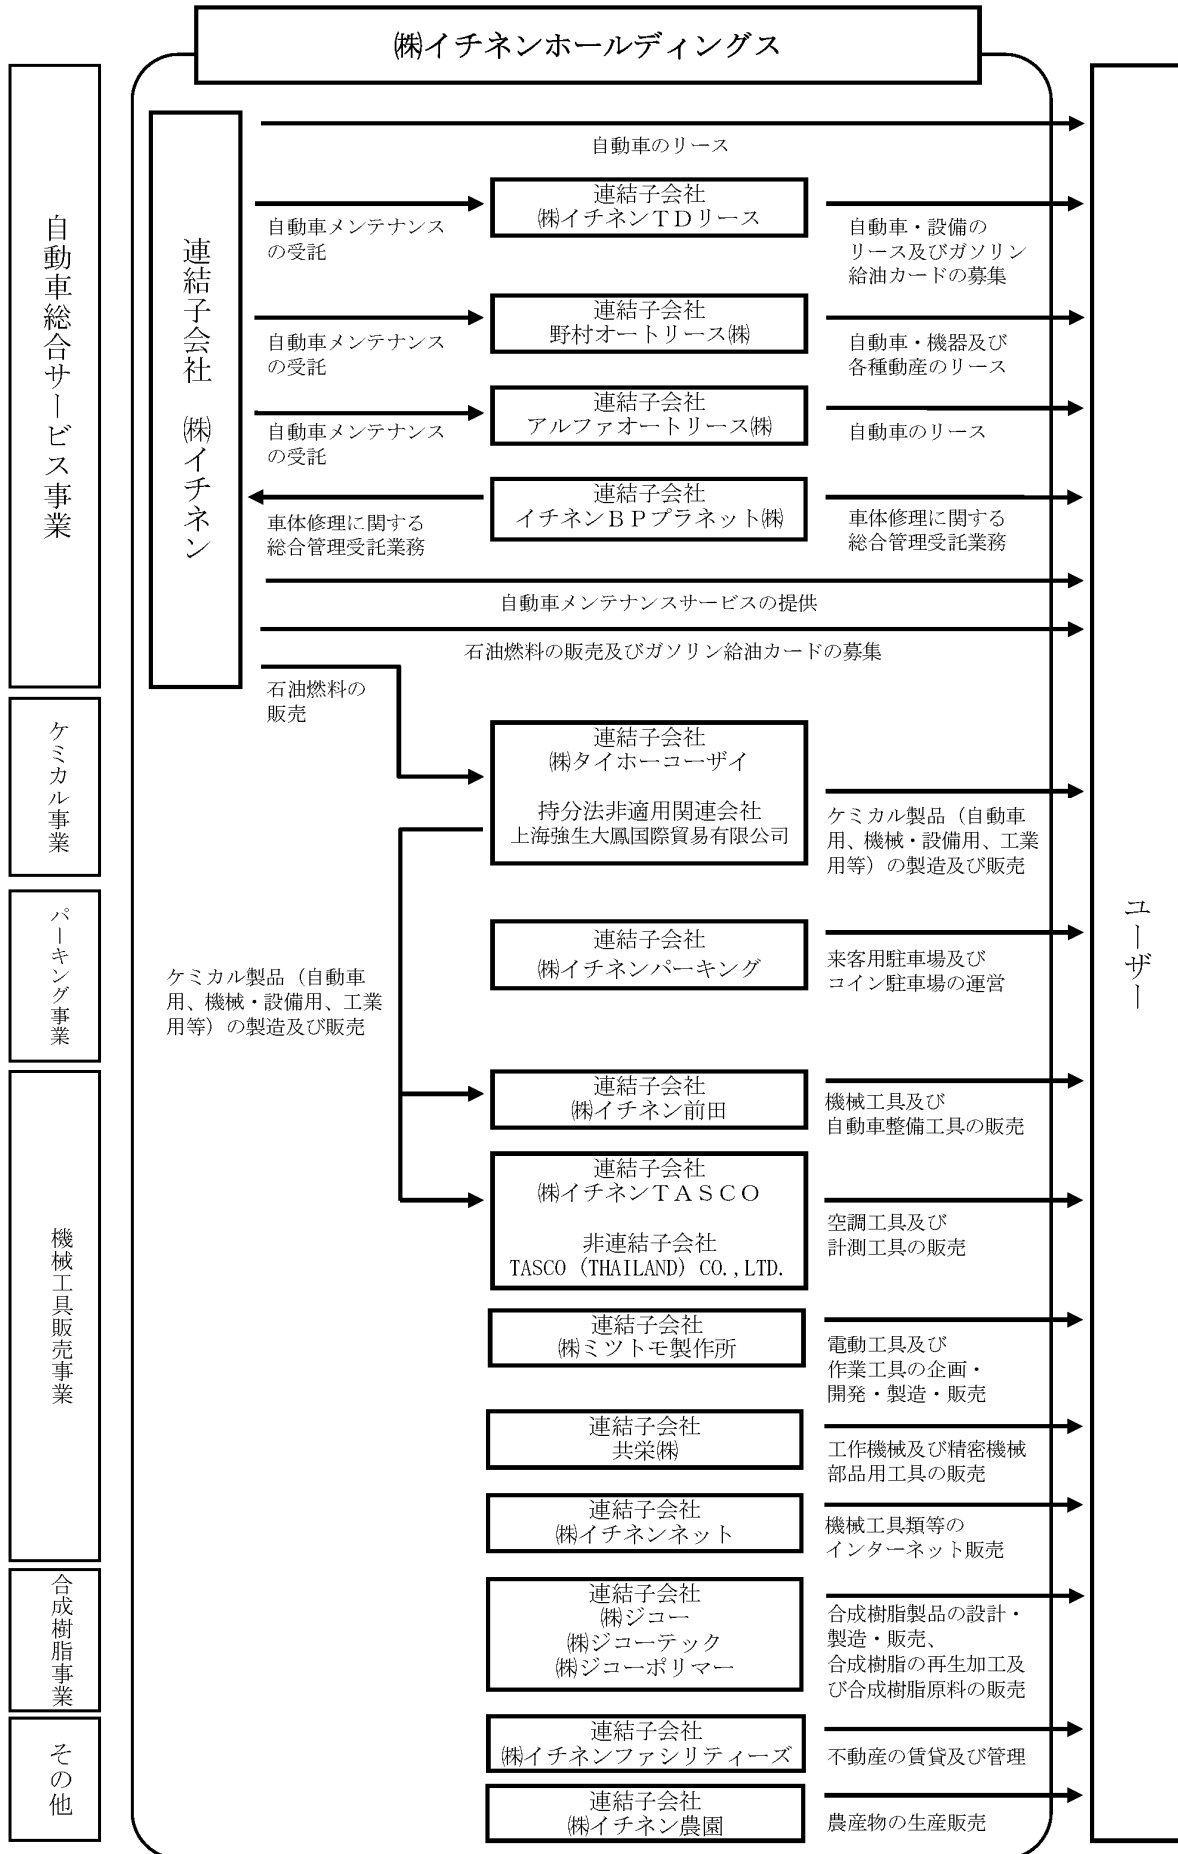 ㈱イチネンホールディングス
自動車総合サービス事業
連結子会社　㈱イチネン
自動車のリース
自動車メンテナンス
の受託
連結子会社
㈱イチネンＴＤリース
自動車・設備の
リース及びガソリン
給油カードの募集
自動車メンテナンス
の受託
連結子会社
野村オートリース㈱
自動車・機器及び
各種動産のリース
自動車メンテナンス
の受託
連結子会社
アルファオートリース㈱
自動車のリース
車体修理に関する
総合管理受託業務
連結子会社
イチネンＢＰプラネット㈱
車体修理に関する
総合管理受託業務
自動車メンテナンスサービスの提供
石油燃料の販売及びガソリン給油カードの募集
石油燃料の
販売
ケミカル事業
連結子会社
㈱タイホーコーザイ
持分法非適用関連会社
上海強生大鳳国際貿易有限公司
ケミカル製品（自動車
用、機械・設備用、工業
用等）の製造及び販売
パーキング事業
ケミカル製品（自動車
用、機械・設備用、工業
用等）の製造及び販売
連結子会社
㈱イチネンパーキング
来客用駐車場及び
コイン駐車場の運営
ユーザー
機械工具販売事業
連結子会社
㈱イチネン前田
機械工具及び
自動車整備工具の販売
連結子会社
㈱イチネンＴＡＳＣＯ
非連結子会社
TASCO (THAILAND) CO.,LTD.
空調工具及び
計測工具の販売
連結子会社
㈱ミツトモ製作所
電動工具及び
作業工具の企画・
開発・製造・販売
連結子会社
共栄㈱
工作機械及び精密機械
部品用工具の販売
連結子会社
㈱イチネンネット
機械工具類等の
インターネット販売
合成樹脂事業
連結子会社
㈱ジコー
㈱ジコーテック
㈱ジコーポリマー
合成樹脂製品の設計・
製造・販売、
合成樹脂の再生加工及
び合成樹脂原料の販売
その他
連結子会社
㈱イチネンファシリティーズ
不動産の賃貸及び管理
連結子会社
㈱イチネン農園
農産物の生産販売